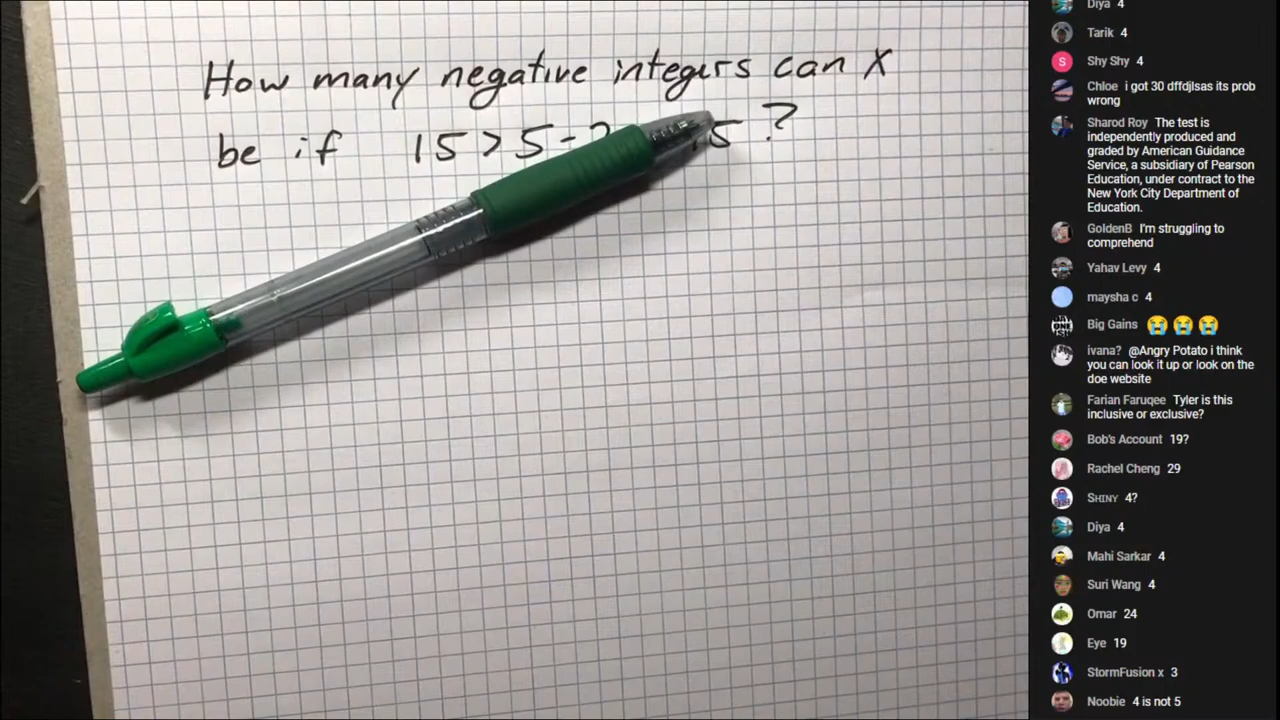 How many negative integers can X
be if 15 > 5 - 5 ?
Diya 4
Tarik 4
S
Shy Shy 4
Chloe i got 30 dffdjlsas its prob
wrong
Sharod Roy The test is
independently produced and
graded by American Guidance
Service, a subsidiary of Pearson
Education, under contract to the
New York City Department of
Education.
GoldenB I'm struggling to
comprehend
Yahav Levy 4
maysha c 4
Big Gains 😭😭😭
ivana? @Angry Potato i think
you can look it up or look on the
doe website
Farian Faruqee Tyler is this
inclusive or exclusive?
Bob's Account 19?
Rachel Cheng 29
SHINY 4?
Diya 4
Mahi Sarkar 4
Suri Wang 4
Omar 24
Eye 19
StormFusion x 3
Noobie 4 is not 5